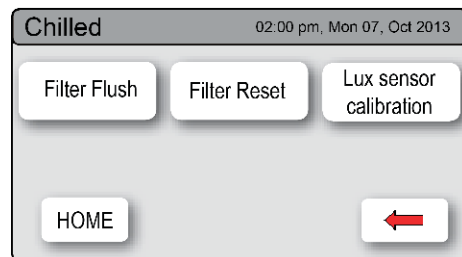 Chilled 02:00 pm, Mon 07, Oct 2013
Filter Flush Filter Reset Lux sensor
calibration
HOME